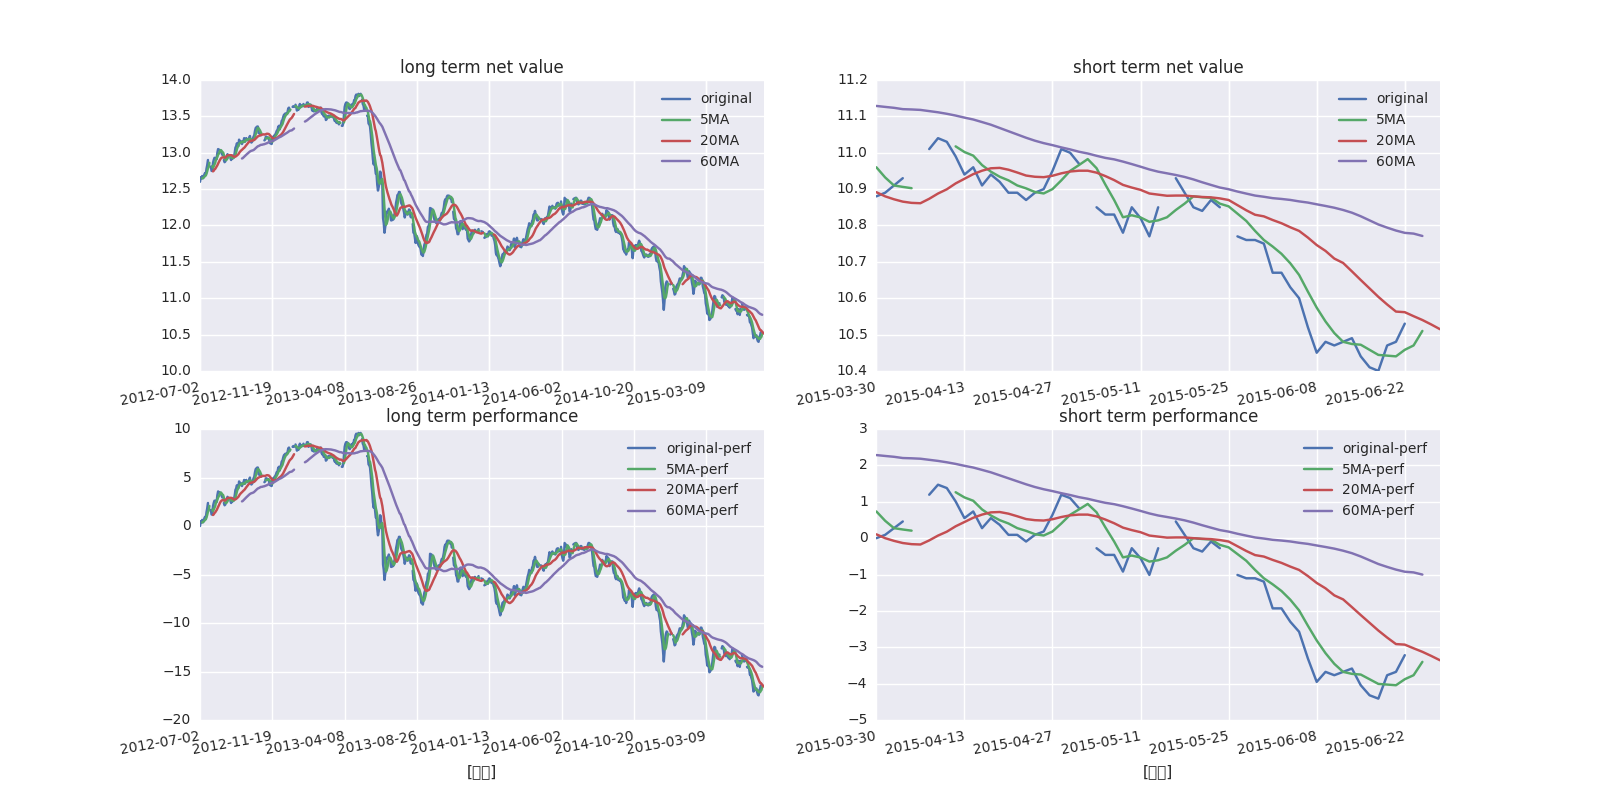 long term net value
14.0
13.5
13.0
12.5
12.0
11.5
11.0
10.5
10.0
original
5MA
20MA
60MA
2012-07-02 2012-11-19 2013-04-08 2013-08-26 2014-01-13 2014-06-02 2014-10-20 2015-03-09
short term net value
11.2
11.1
11.0
10.9
10.8
10.7
10.6
10.5
10.4
original
5MA
20MA
60MA
2015-03-30 2015-04-13 2015-04-27 2015-05-11 2015-05-25 2015-06-08 2015-06-22
long term performance
10
5
0
−5
−10
−15
−20
original-perf
5MA-perf
20MA-perf
60MA-perf
2012-07-02 2012-11-19 2013-04-08 2013-08-26 2014-01-13 2014-06-02 2014-10-20 2015-03-09
short term performance
3
2
1
0
−1
−2
−3
−4
−5
original-perf
5MA-perf
20MA-perf
60MA-perf
2015-03-30 2015-04-13 2015-04-27 2015-05-11 2015-05-25 2015-06-08 2015-06-22